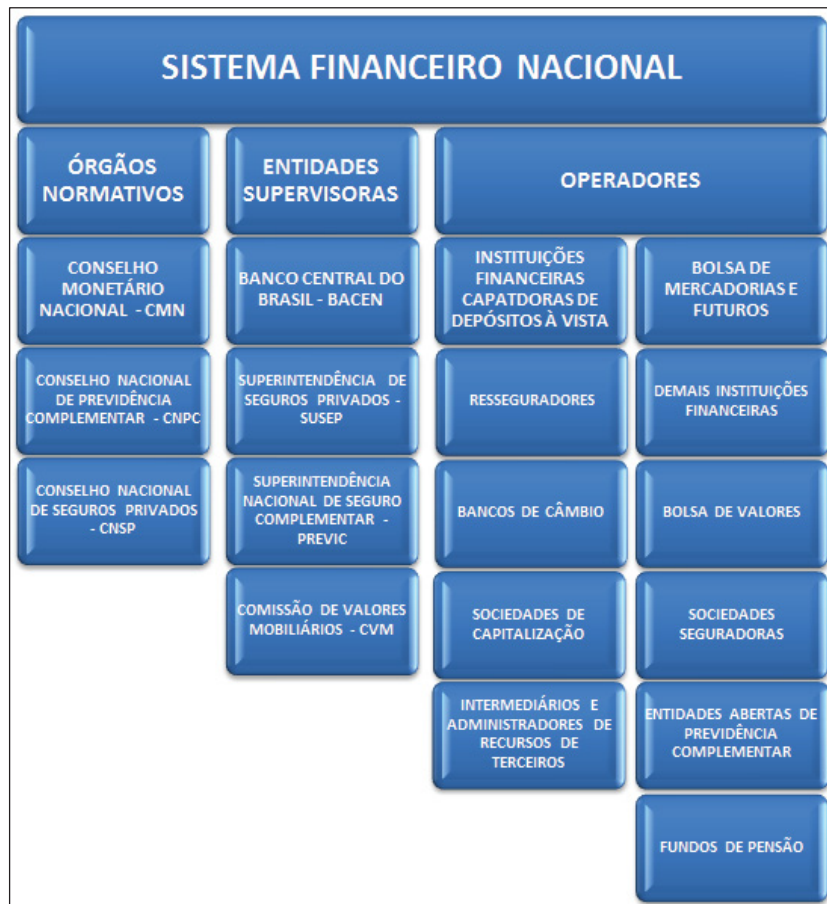 SISTEMA FINANCEIRO NACIONAL
ÓRGÃOS
NORMATIVOS
ENTIDADES
SUPERVISORAS
OPERADORES
CONSELHO
MONETÁRIO
NACIONAL - CMN
BANCO CENTRAL DO
BRASIL - BACEN
INSTITUIÇÕES
FINANCEIRAS
CAPATDORAS DE
DEPÓSITOS À VISTA
BOLSA DE
MERCADORIAS E
FUTUROS
CONSELHO NACIONAL
DE PREVIDÊNCIA
COMPLEMENTAR - CNPC
SUPERINTENDÊNCIA DE
SEGUROS PRIVADOS -
SUSEP
RESSEGURADORES
DEMAIS INSTITUIÇÕES
FINANCEIRAS
CONSELHO NACIONAL
DE SEGUROS PRIVADOS
- CNSP
SUPERINTENDÊNCIA
NACIONAL DE SEGURO
COMPLEMENTAR -
PREVIC
BANCOS DE CÂMBIO
BOLSA DE VALORES
COMISSÃO DE VALORES
MOBILIÁRIOS - CVM
SOCIEDADES DE
CAPITALIZAÇÃO
SOCIEDADES
SEGURADORAS
INTERMEDIÁRIOS E
ADMINISTRADORES DE
RECURSOS DE
TERCEIROS
ENTIDADES ABERTAS DE
PREVIDÊNCIA
COMPLEMENTAR
FUNDOS DE PENSÃO